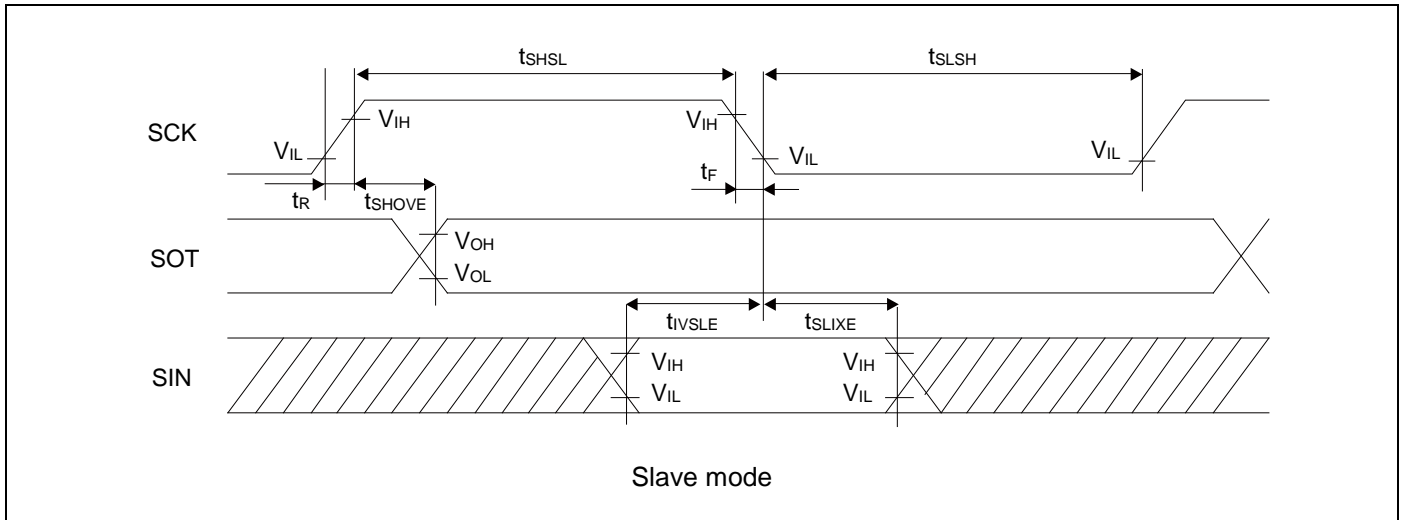 tSHSL
tSLSH
SCK
VIH
VIH
VIL
VIL
VIL
tR
tSHOVE
tF
SOT
VOH
VOL
tIVSLE
tSLIXE
SIN
VIH
VIH
VIL
VIL
Slave mode